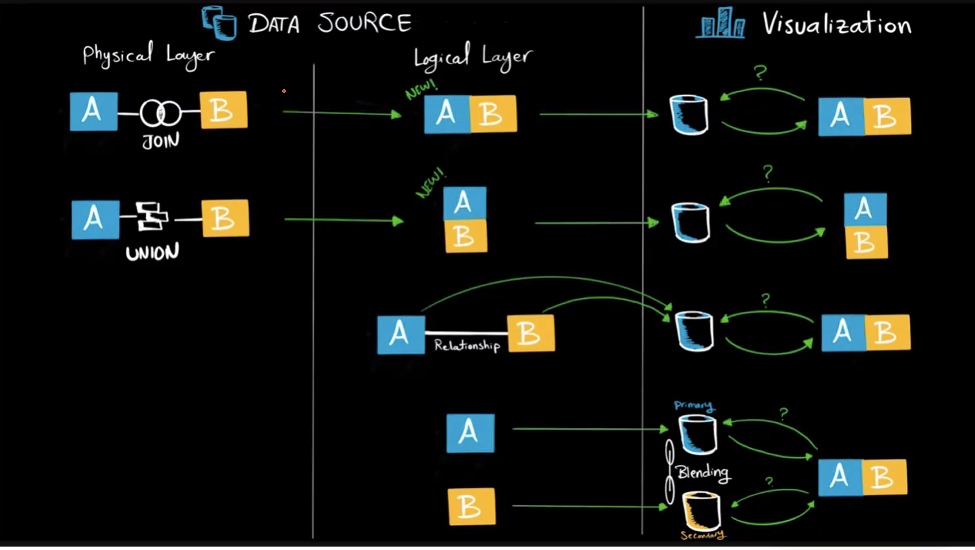 DATA SOURCE
Visualization
Physical Layer
Logical Layer
NEW!
?
A
B
A B
A B
JOIN
NEW!
?
A
B
A
B
A
B
UNION
?
A
B
A B
Relationship
Primary
?
A
A B
Blending
?
B
Secondary